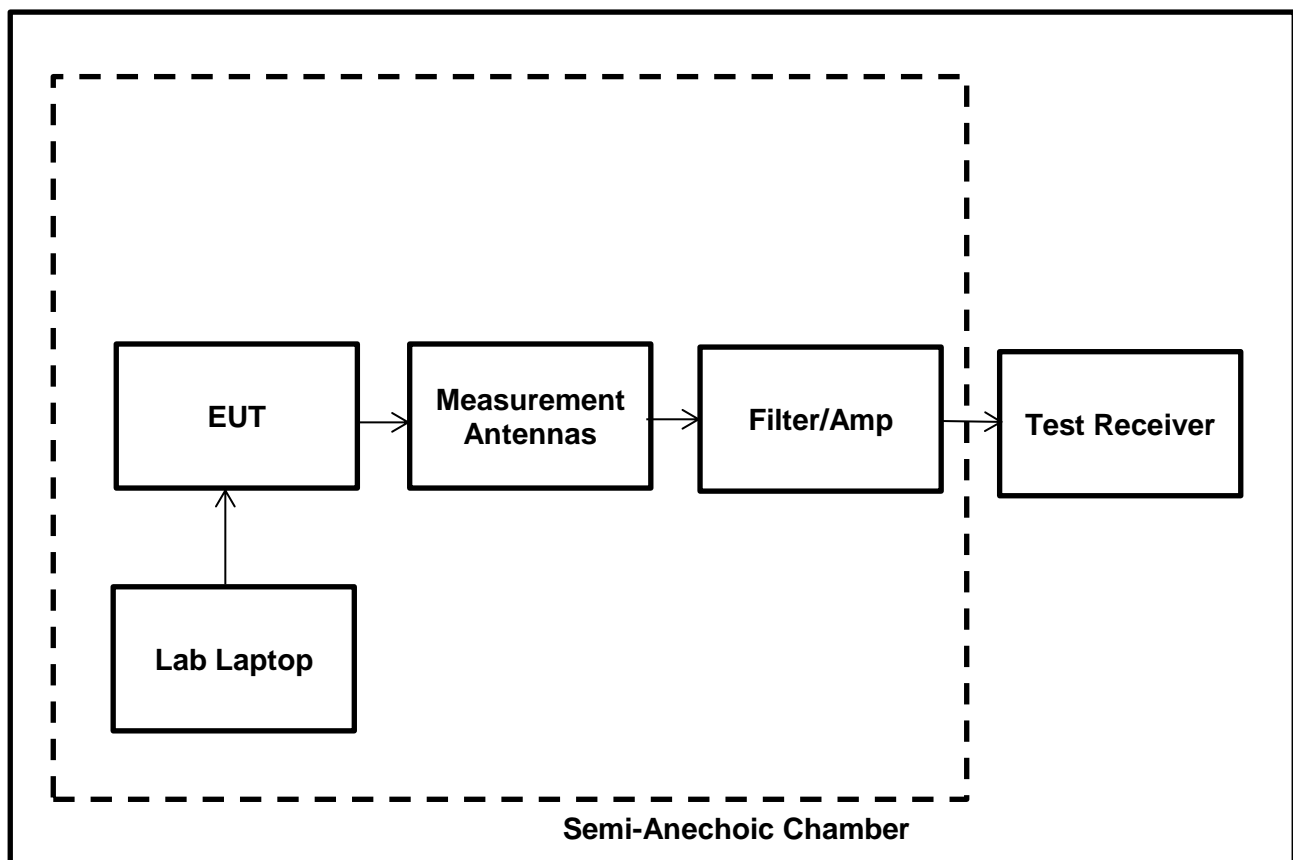 EUT
Measurement
Antennas
Filter/Amp
Test Receiver
Lab Laptop
Semi-Anechoic Chamber